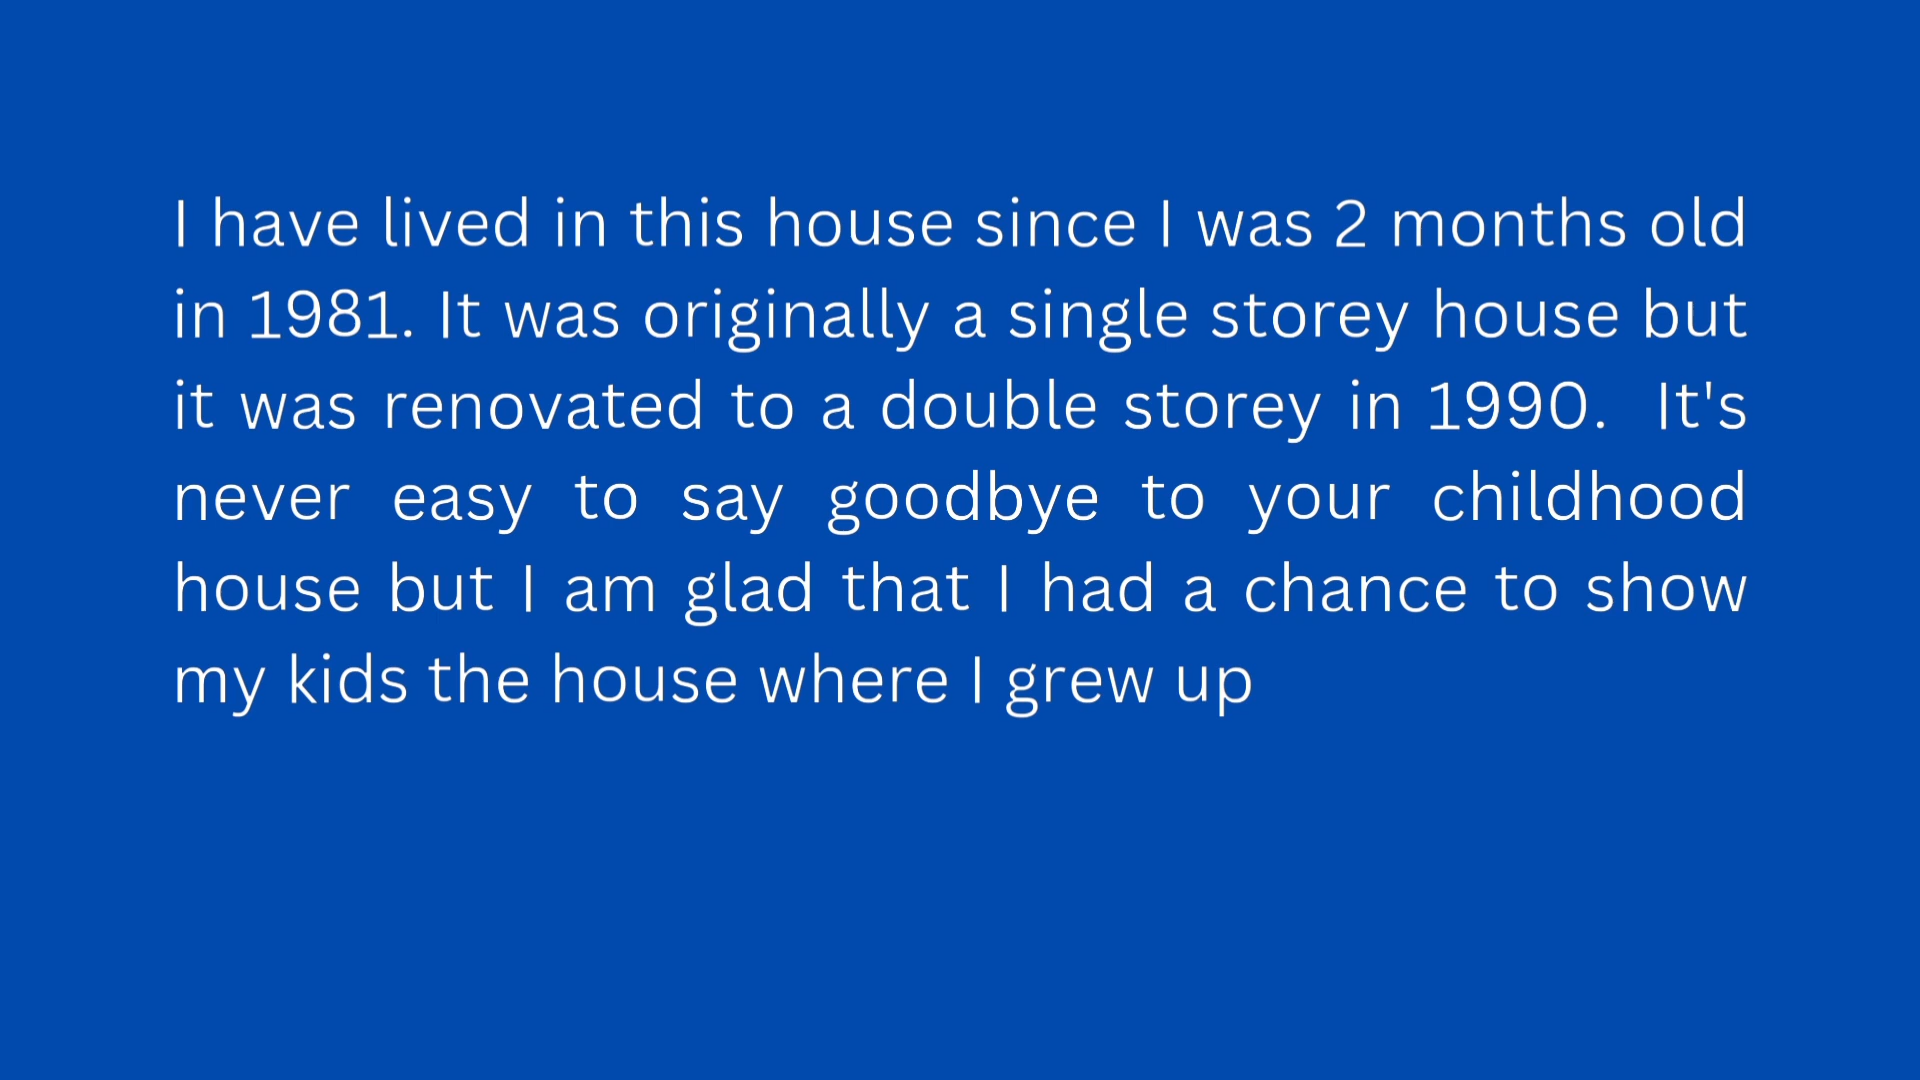 I have lived in this house since I was 2 months old
in 1981. It was originally a single storey house but
it was renovated to a double storey in 1990.  It's
never easy to say goodbye to your childhood
house but I am glad that I had a chance to show
my kids the house where I grew up